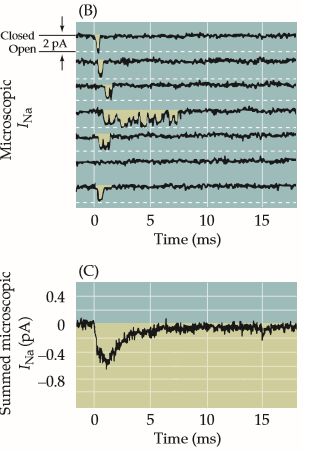 (B)
Closed
Open
2 pA
Microscopic
I_Na
0 5 10 15
Time (ms)
(C)
Summed microscopic
I_Na (pA)
0.4
0
–0.4
–0.8
0 5 10 15
Time (ms)